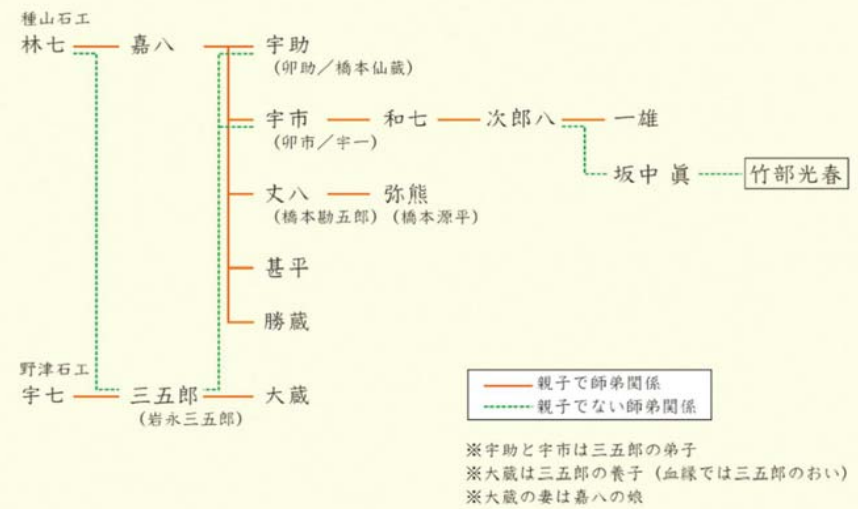 種山石工
林七 嘉八 宇助
(卯助／橋本仙蔵)
宇市 和七 次郎八 一雄
(卯市／宇一)
坂中 眞 竹部光春
丈八 弥熊
(橋本勘五郎) (橋本源平)
甚平
勝蔵
野津石工
宇七 三五郎 大蔵
(岩永三五郎)
親子で師弟関係
親子でない師弟関係
※宇助と宇市は三五郎の弟子
※大蔵は三五郎の養子 (血縁では三五郎のおい)
※大蔵の妻は嘉八の娘